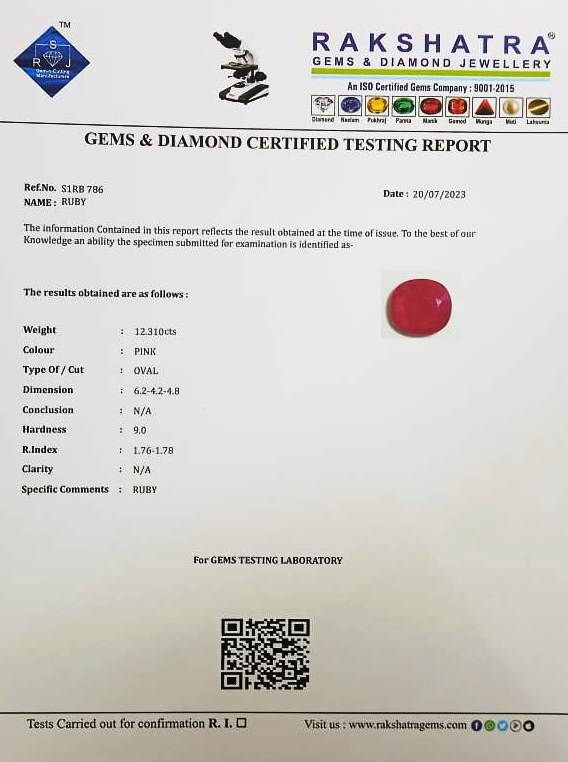 TM
S
R J
Gems-Cutting
Manufacturers
RAKSHATRA®
GEMS & DIAMOND JEWELLERY
An ISO Certified Gems Company : 9001-2015
Diamond Neelam Pukhraj Panna Manik Gomed Munga Moti Lahsunia
GEMS & DIAMOND CERTIFIED TESTING REPORT
Ref.No. S1RB 786
Date : 20/07/2023
NAME : RUBY
The information Contained in this report reflects the result obtained at the time of issue. To the best of our
Knowledge an ability the specimen submitted for examination is identified as-
The results obtained are as follows :
Weight : 12.310cts
Colour : PINK
Type Of / Cut : OVAL
Dimension : 6.2-4.2-4.8
Conclusion : N/A
Hardness : 9.0
R.Index : 1.76-1.78
Clarity : N/A
Specific Comments : RUBY
For GEMS TESTING LABORATORY
Tests Carried out for confirmation R. I. ☐
Visit us : www.rakshatragems.com